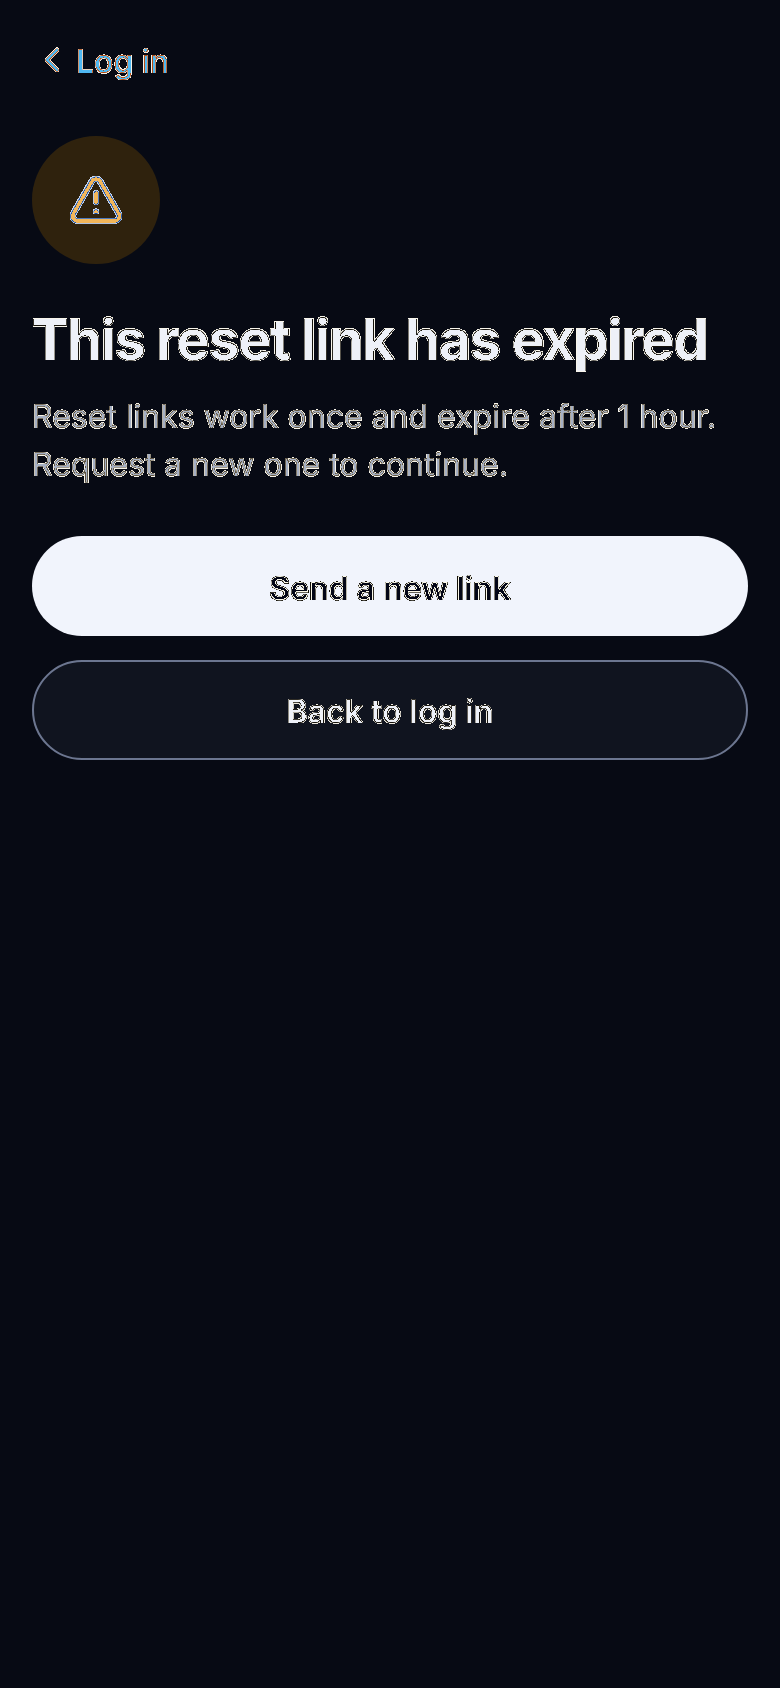 Log in
This reset link has expired
Reset links work once and expire after 1 hour.
Request a new one to continue.
Send a new link
Back to log in